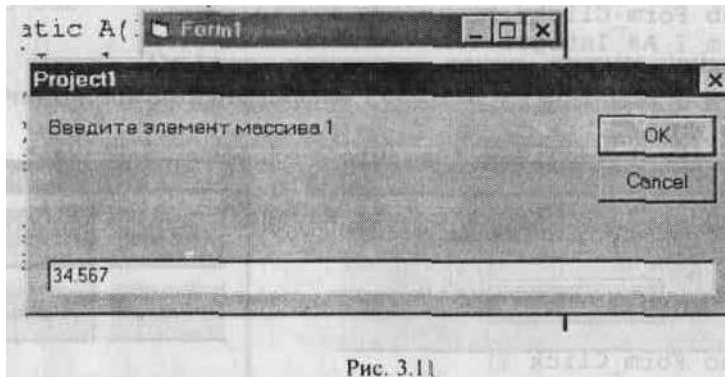 atic A(
Form1
Project1
Введите элемент массива 1
OK
Cancel
34.567
Рис. 3.11